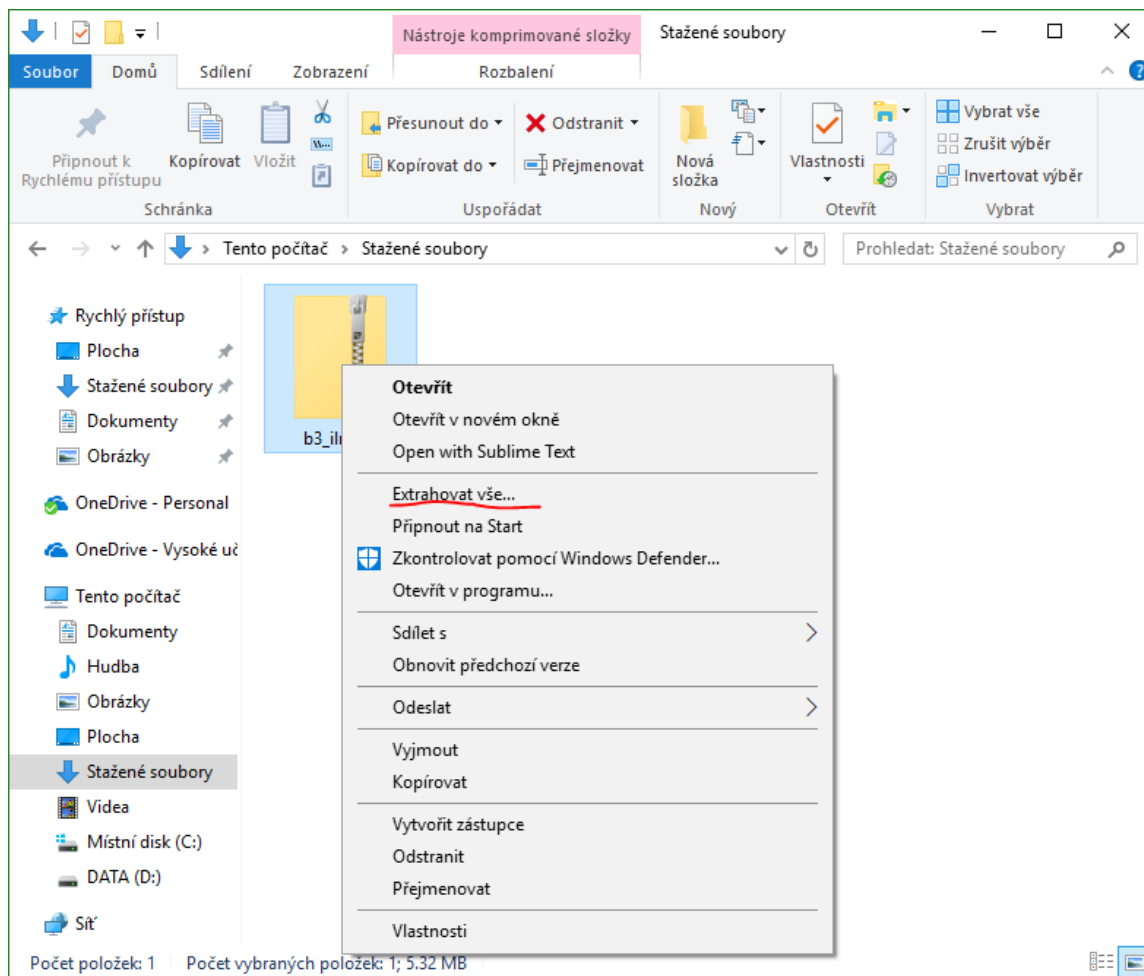 Nástroje komprimované složky
Stažené soubory
Soubor
Domů
Sdílení
Zobrazení
Rozbalení
Připnout k
Rychlému přístupu
Kopírovat
Vložit
Přesunout do
Kopírovat do
Odstranit
Přejmenovat
Nová
složka
Vlastnosti
Vybrat vše
Zrušit výběr
Invertovat výběr
Schránka
Uspořádat
Nový
Otevřít
Vybrat
Tento počítač
Stažené soubory
Prohledat: Stažené soubory
Rychlý přístup
Plocha
Stažené soubory
Dokumenty
Obrázky
OneDrive - Personal
OneDrive - Vysoké uč
Tento počítač
Dokumenty
Hudba
Obrázky
Plocha
Stažené soubory
Videa
Místní disk (C:)
DATA (D:)
Síť
Otevřít
Otevřít v novém okně
Open with Sublime Text
Extrahovat vše...
Připnout na Start
Zkontrolovat pomocí Windows Defender...
Otevřít v programu...
Sdílet s
Obnovit předchozí verze
Odeslat
Vyjmout
Kopírovat
Vytvořit zástupce
Odstranit
Přejmenovat
Vlastnosti
Počet položek: 1
Počet vybraných položek: 1; 5.32 MB